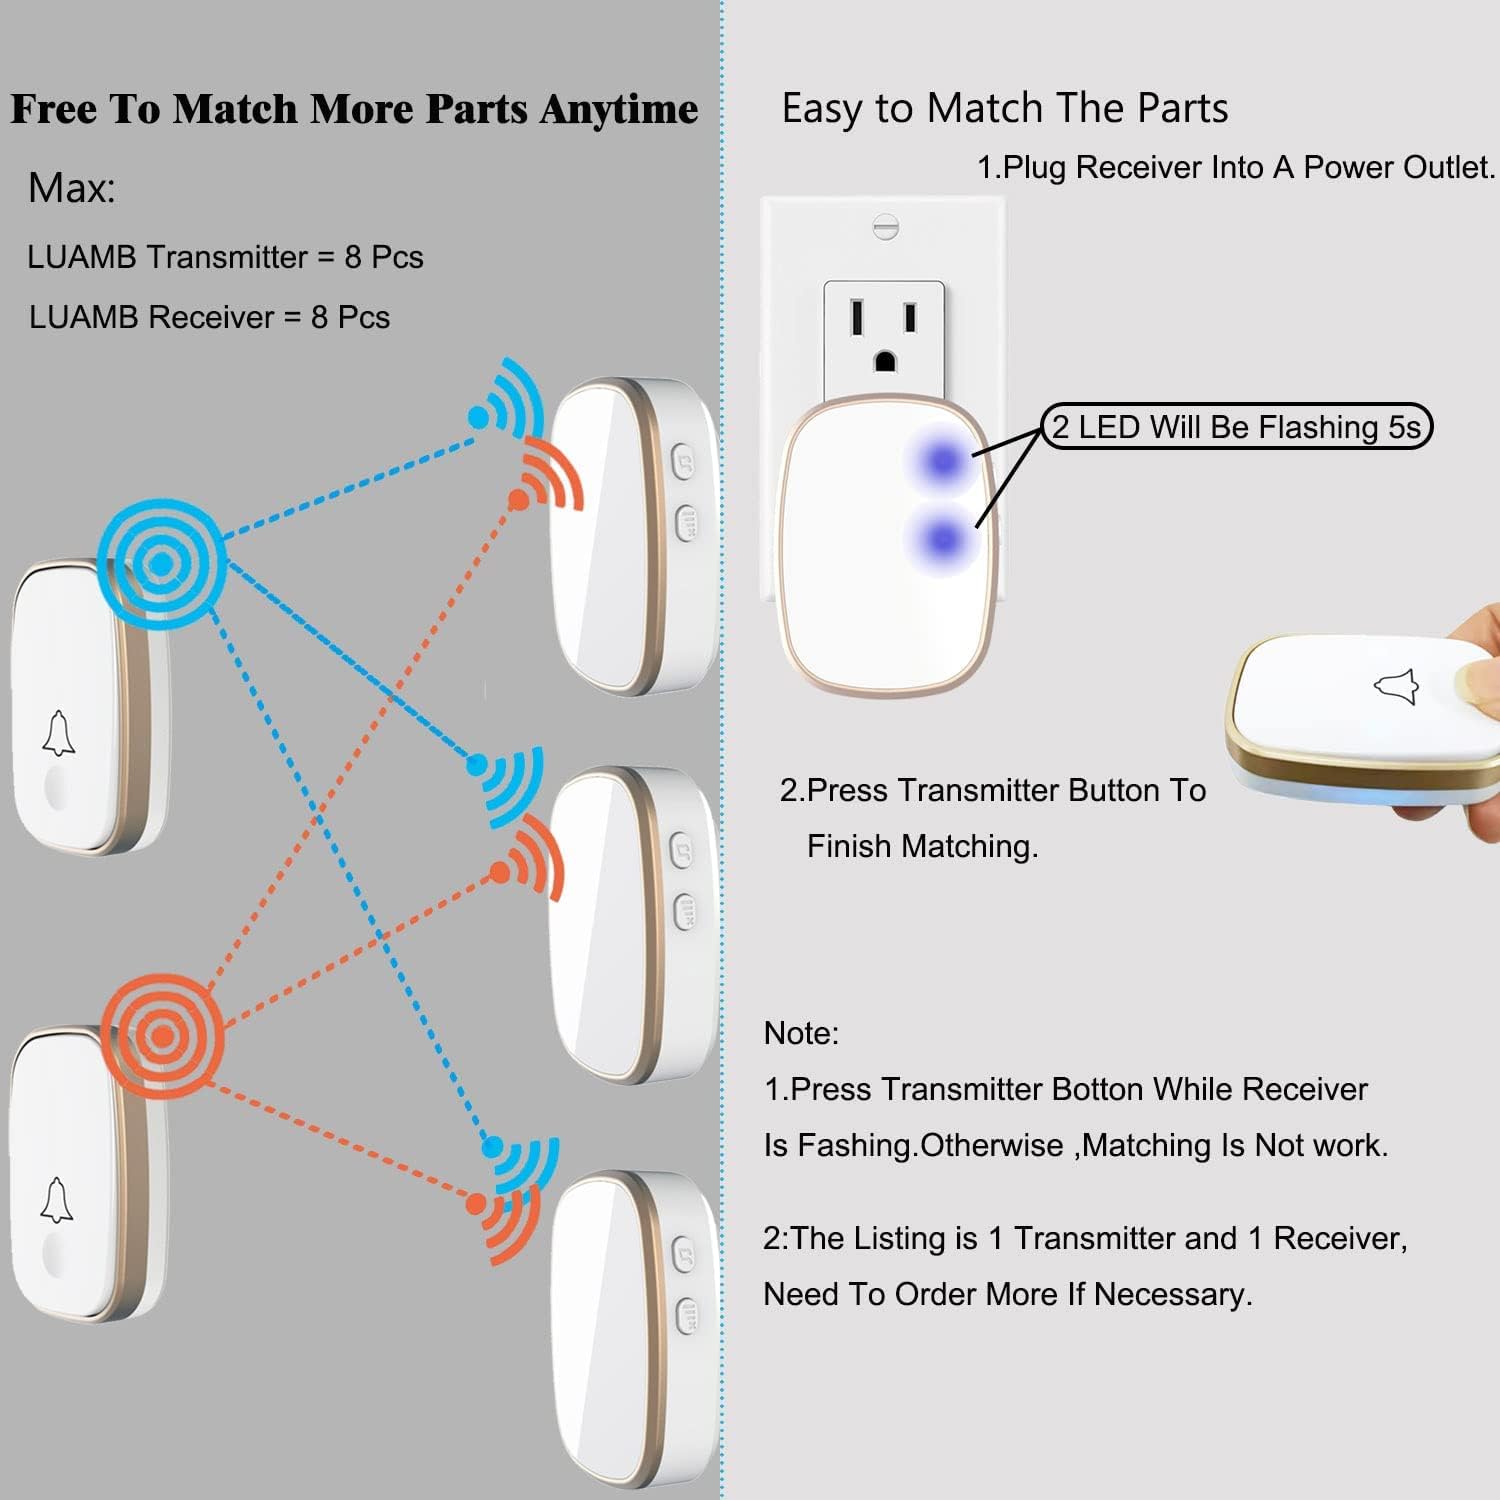 Free To Match More Parts Anytime
Max:
LUAMB Transmitter = 8 Pcs
LUAMB Receiver = 8 Pcs
Easy to Match The Parts
1.Plug Receiver Into A Power Outlet.
2 LED Will Be Flashing 5s
2.Press Transmitter Button To
Finish Matching.
Note:
1.Press Transmitter Botton While Receiver
Is Fashing.Otherwise ,Matching Is Not work.
2:The Listing is 1 Transmitter and 1 Receiver,
Need To Order More If Necessary.